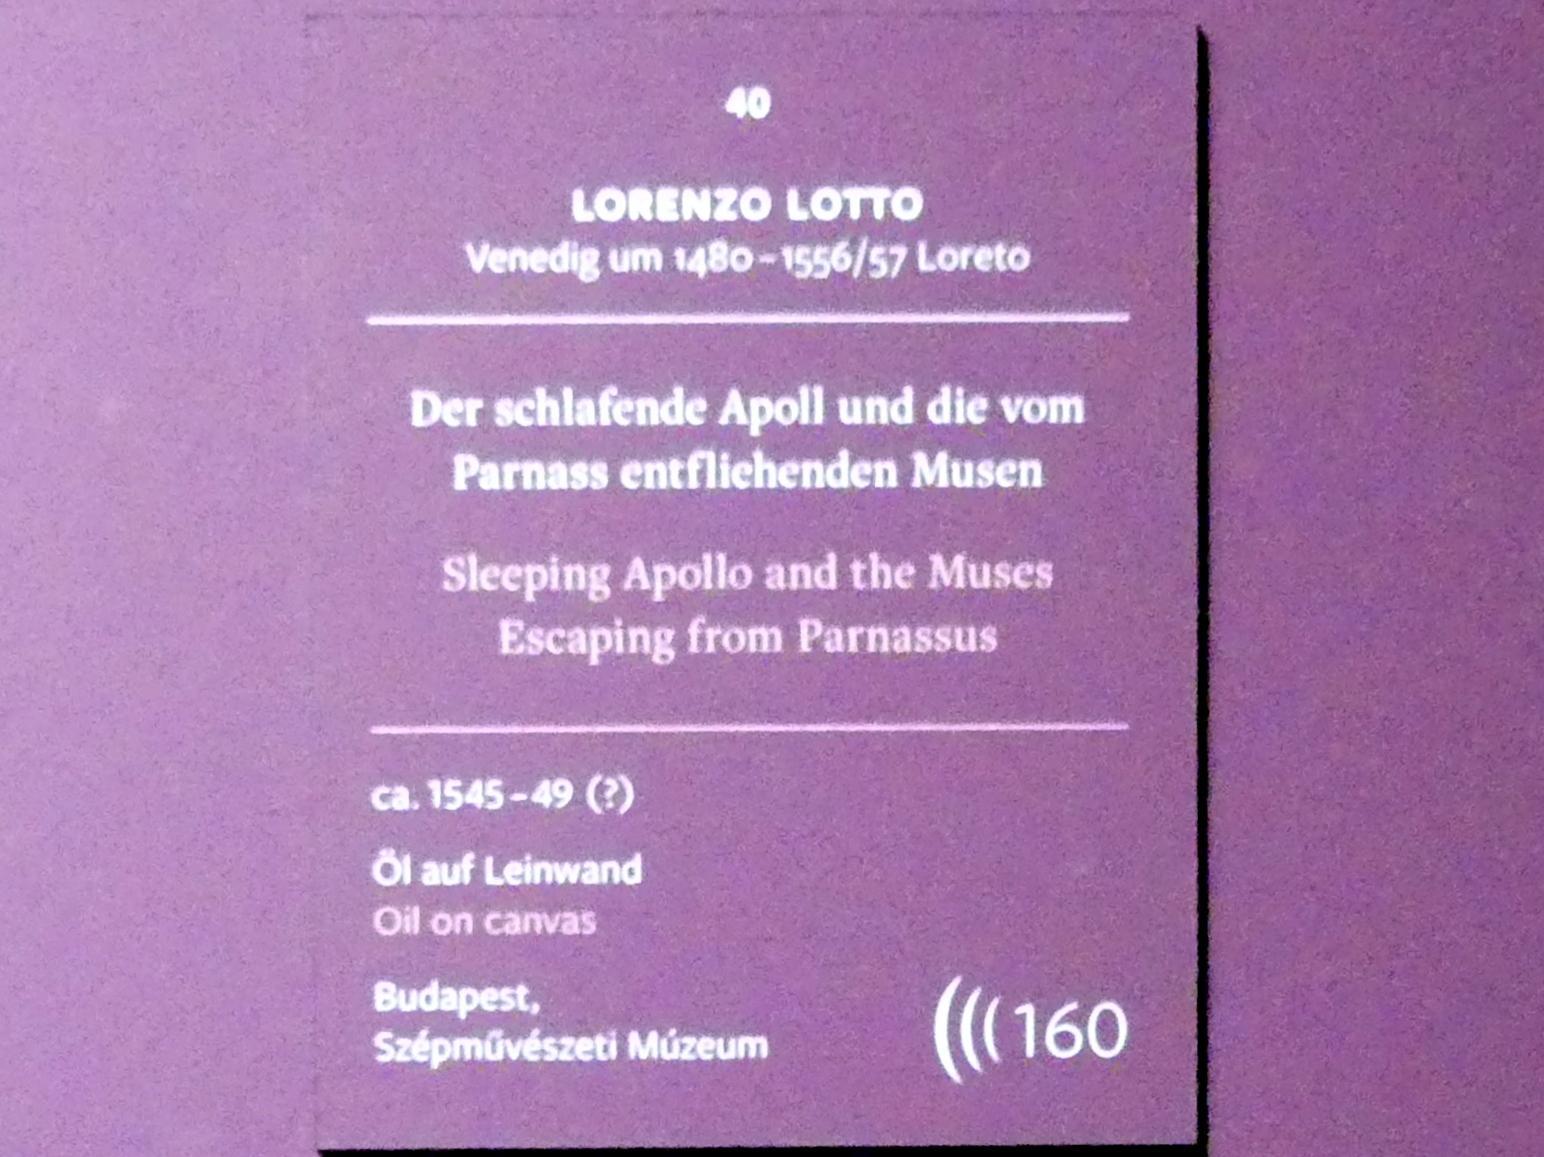 40
LORENZO LOTTO
Venedig um 1480 – 1556/57 Loreto
Der schlafende Apoll und die vom
Parnass entfliehenden Musen
Sleeping Apollo and the Muses
Escaping from Parnassus
ca. 1545 – 49 (?)
Öl auf Leinwand
Oil on canvas
Budapest,
Szépművészeti Múzeum
160